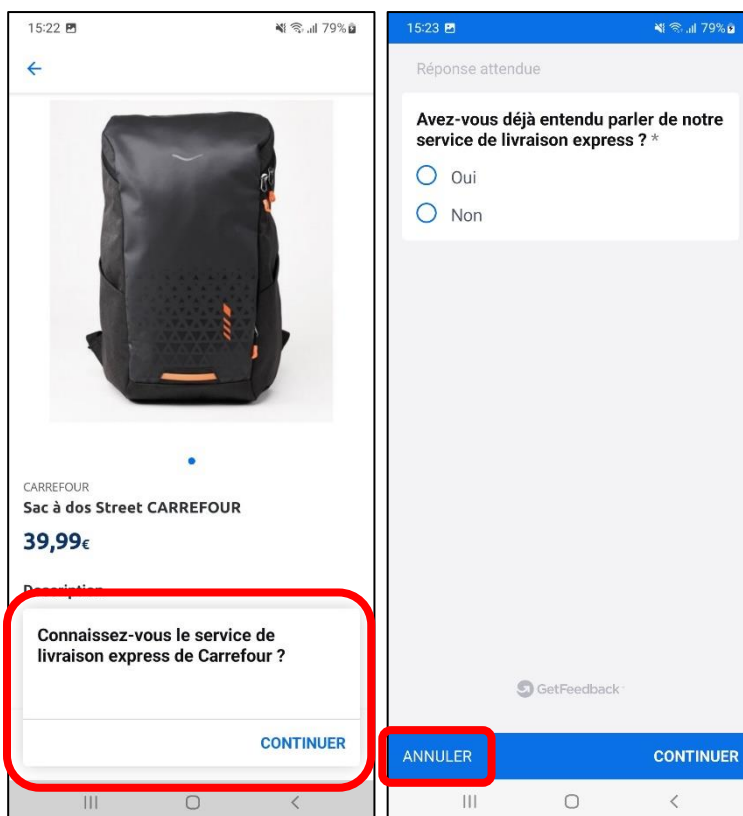 15:22
79%
CARREFOUR
Sac à dos Street CARREFOUR
39,99€
Description
Connaissez-vous le service de
livraison express de Carrefour ?
CONTINUER
15:23
79%
Réponse attendue
Avez-vous déjà entendu parler de notre
service de livraison express ? *
Oui
Non
GetFeedback
ANNULER
CONTINUER